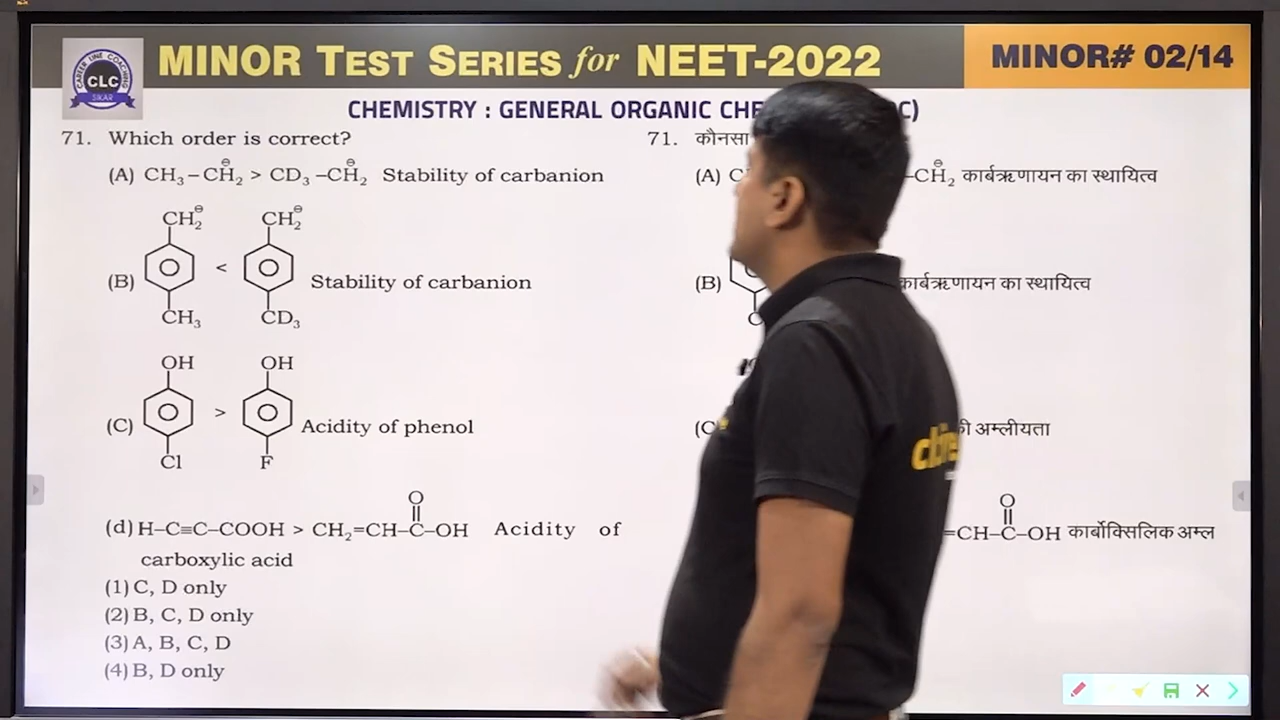 MINOR TEST SERIES for NEET-2022
MINOR# 02/14
CAREER LINE COACHING
CLC
SIKAR
CHEMISTRY : GENERAL ORGANIC CHE C)
71. Which order is correct?
(A) CH₃–CH₂⊖ > CD₃–CH₂⊖ Stability of carbanion
CH₂⊖ CH₂⊖
(B) < Stability of carbanion
CH₃ CD₃
OH OH
(C) > Acidity of phenol
Cl F
O
(d) H–C≡C–COOH > CH₂=CH–C–OH Acidity of
carboxylic acid
(1) C, D only
(2) B, C, D only
(3) A, B, C, D
(4) B, D only
71. कौनसा
(A) C –CH₂⊖ कार्बऋणायन का स्थायित्व
(B) कार्बऋणायन का स्थायित्व
C
(C की अम्लीयता
O
=CH–C–OH कार्बोक्सिलिक अम्ल